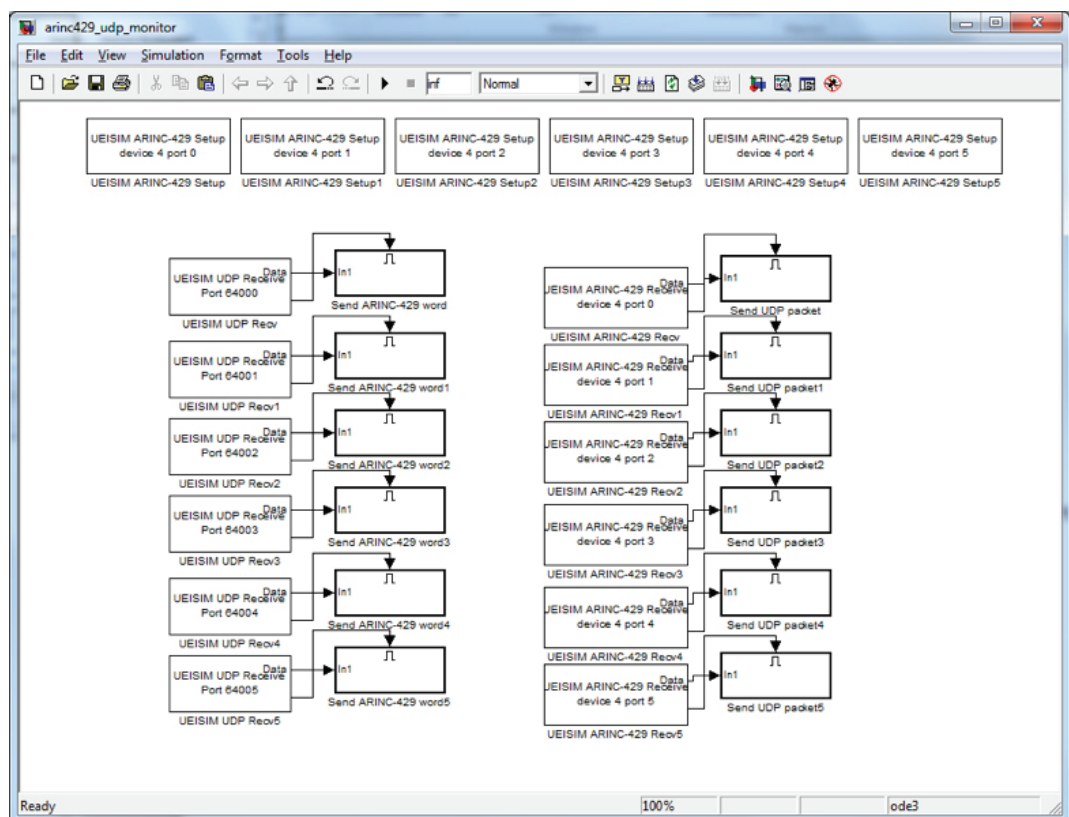 arinc429_udp_monitor
File Edit View Simulation Format Tools Help
inf Normal
UEISIM ARINC-429 Setup
device 4 port 0
UEISIM ARINC-429 Setup
UEISIM ARINC-429 Setup
device 4 port 1
UEISIM ARINC-429 Setup1
UEISIM ARINC-429 Setup
device 4 port 2
UEISIM ARINC-429 Setup2
UEISIM ARINC-429 Setup
device 4 port 3
UEISIM ARINC-429 Setup3
UEISIM ARINC-429 Setup
device 4 port 4
UEISIM ARINC-429 Setup4
UEISIM ARINC-429 Setup
device 4 port 5
UEISIM ARINC-429 Setup5
Data
UEISIM UDP Receive
Port 64000
UEISIM UDP Recv
In1
Send ARINC-429 word
Data
UEISIM UDP Receive
Port 64001
UEISIM UDP Recv1
In1
Send ARINC-429 word1
Data
UEISIM UDP Receive
Port 64002
UEISIM UDP Recv2
In1
Send ARINC-429 word2
Data
UEISIM UDP Receive
Port 64003
UEISIM UDP Recv3
In1
Send ARINC-429 word3
Data
UEISIM UDP Receive
Port 64004
UEISIM UDP Recv4
In1
Send ARINC-429 word4
Data
UEISIM UDP Receive
Port 64005
UEISIM UDP Recv5
In1
Send ARINC-429 word5
Data
UEISIM ARINC-429 Receive
device 4 port 0
UEISIM ARINC-429 Recv
In1
Send UDP packet
Data
UEISIM ARINC-429 Receive
device 4 port 1
UEISIM ARINC-429 Recv1
In1
Send UDP packet1
Data
UEISIM ARINC-429 Receive
device 4 port 2
UEISIM ARINC-429 Recv2
In1
Send UDP packet2
Data
UEISIM ARINC-429 Receive
device 4 port 3
UEISIM ARINC-429 Recv3
In1
Send UDP packet3
Data
UEISIM ARINC-429 Receive
device 4 port 4
UEISIM ARINC-429 Recv4
In1
Send UDP packet4
Data
UEISIM ARINC-429 Receive
device 4 port 5
UEISIM ARINC-429 Recv5
In1
Send UDP packet5
Ready 100% ode3